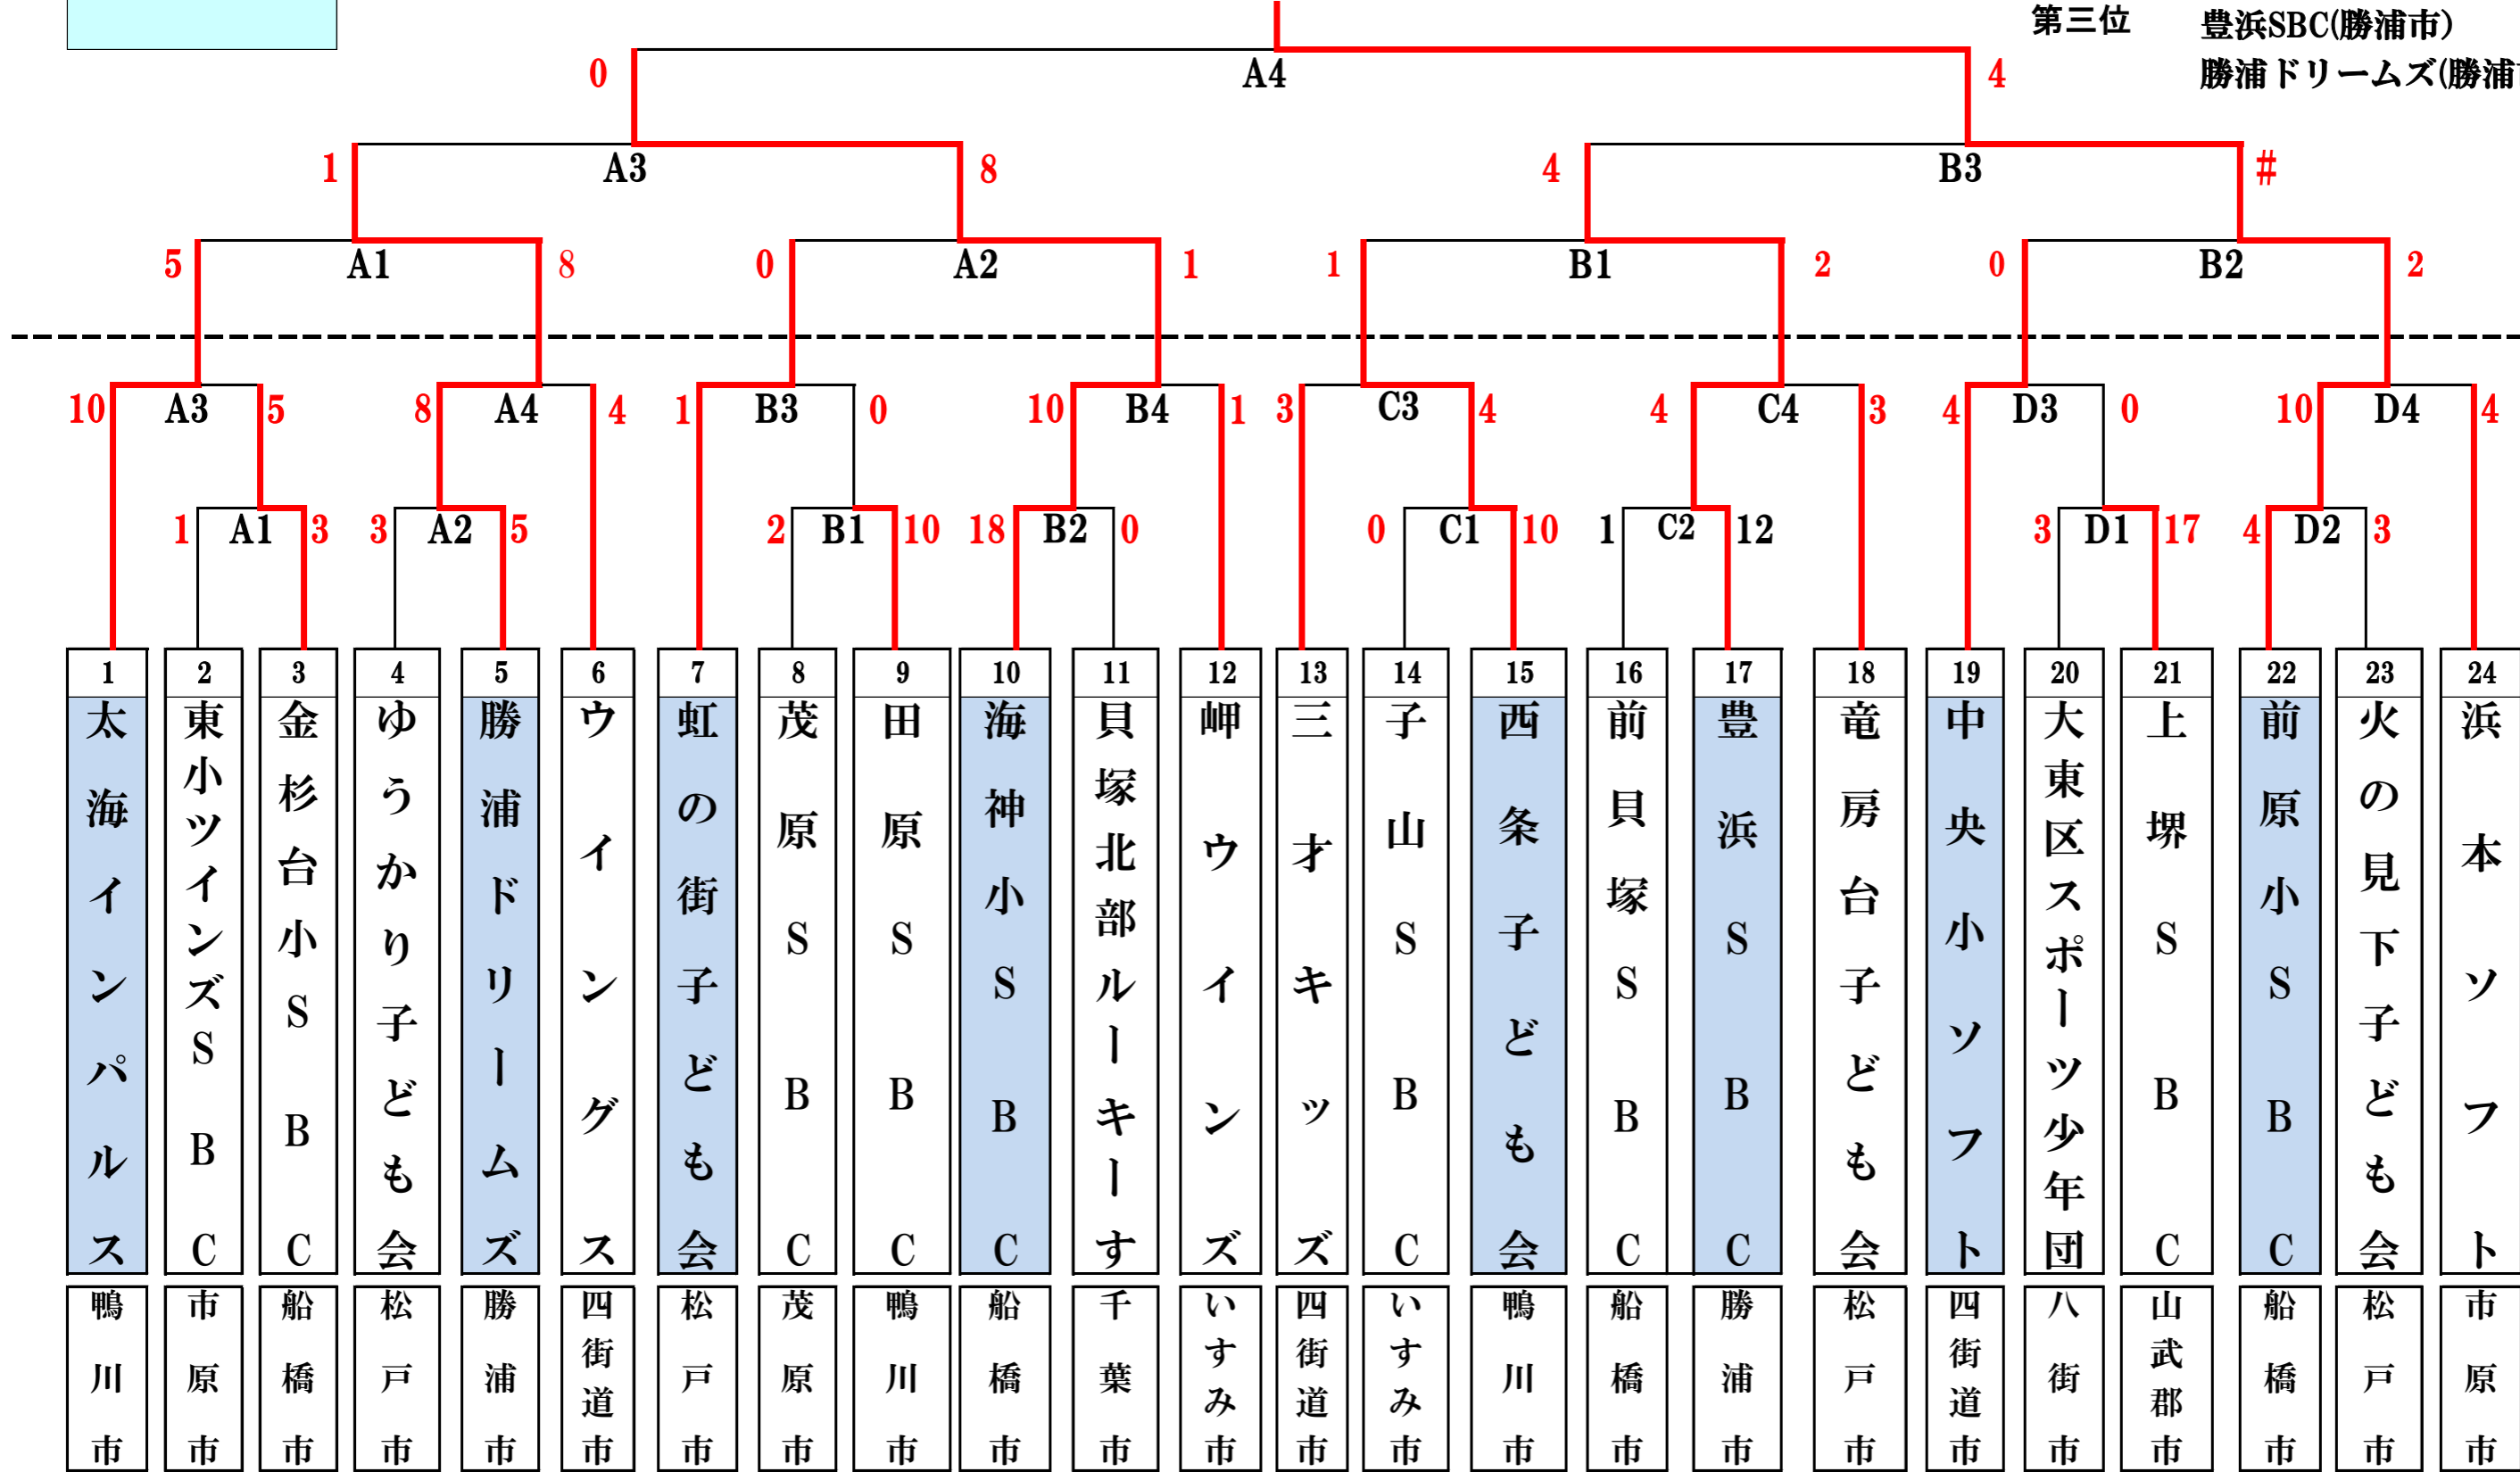 第三位 豊浜SBC(勝浦市)
勝浦ドリームズ(勝浦
0 A4 4
1 A3 8 4 B3 #
5 A1 8 0 A2 1 1 B1 2 0 B2 2
10 A3 5 8 A4 4 1 B3 0 10 B4 1 3 C3 4 4 C4 3 4 D3 0 10 D4 4
1 A1 3 3 A2 5 2 B1 10 18 B2 0 0 C1 10 1 C2 12 3 D1 17 4 D2 3
1 2 3 4 5 6 7 8 9 10 11 12 13 14 15 16 17 18 19 20 21 22 23 24
太海インパルス
東小ツインズSBC
金杉台小SBC
ゆうかり子ども会
勝浦ドリームズ
ウイングス
虹の街子ども会
茂原SBC
田原SBC
海神小SBC
貝塚北部ルーキーす
岬ウインズ
三才キッズ
子山SBC
西条子ども会
前貝塚SBC
豊浜SBC
竜房台子ども会
中央小ソフト
大東区スポーツ少年団
上堺SBC
前原小SBC
火の見下子ども会
浜本ソフト
鴨川市
市原市
船橋市
松戸市
勝浦市
四街道市
松戸市
茂原市
鴨川市
船橋市
千葉市
いすみ市
四街道市
いすみ市
鴨川市
船橋市
勝浦市
松戸市
四街道市
八街市
山武郡市
船橋市
松戸市
市原市